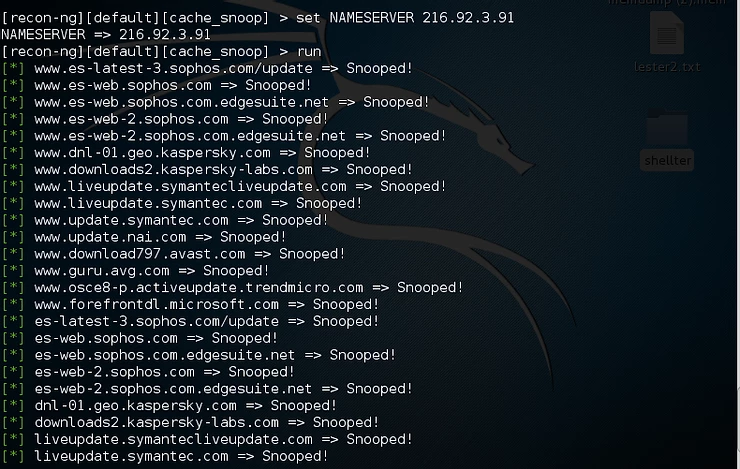 [recon-ng][default][cache_snoop] > set NAMESERVER 216.92.3.91
NAMESERVER => 216.92.3.91
[recon-ng][default][cache_snoop] > run
[*] www.es-latest-3.sophos.com/update => Snooped!
[*] www.es-web.sophos.com => Snooped!
[*] www.es-web.sophos.com.edgesuite.net => Snooped!
[*] www.es-web-2.sophos.com => Snooped!
[*] www.es-web-2.sophos.com.edgesuite.net => Snooped!
[*] www.dnl-01.geo.kaspersky.com => Snooped!
[*] www.downloads2.kaspersky-labs.com => Snooped!
[*] www.liveupdate.symantecliveupdate.com => Snooped!
[*] www.liveupdate.symantec.com => Snooped!
[*] www.update.symantec.com => Snooped!
[*] www.update.nai.com => Snooped!
[*] www.download797.avast.com => Snooped!
[*] www.guru.avg.com => Snooped!
[*] www.osce8-p.activeupdate.trendmicro.com => Snooped!
[*] www.forefrontdl.microsoft.com => Snooped!
[*] es-latest-3.sophos.com/update => Snooped!
[*] es-web.sophos.com => Snooped!
[*] es-web.sophos.com.edgesuite.net => Snooped!
[*] es-web-2.sophos.com => Snooped!
[*] es-web-2.sophos.com.edgesuite.net => Snooped!
[*] dnl-01.geo.kaspersky.com => Snooped!
[*] downloads2.kaspersky-labs.com => Snooped!
[*] liveupdate.symantecliveupdate.com => Snooped!
[*] liveupdate.symantec.com => Snooped!
lester2.txt
shellter